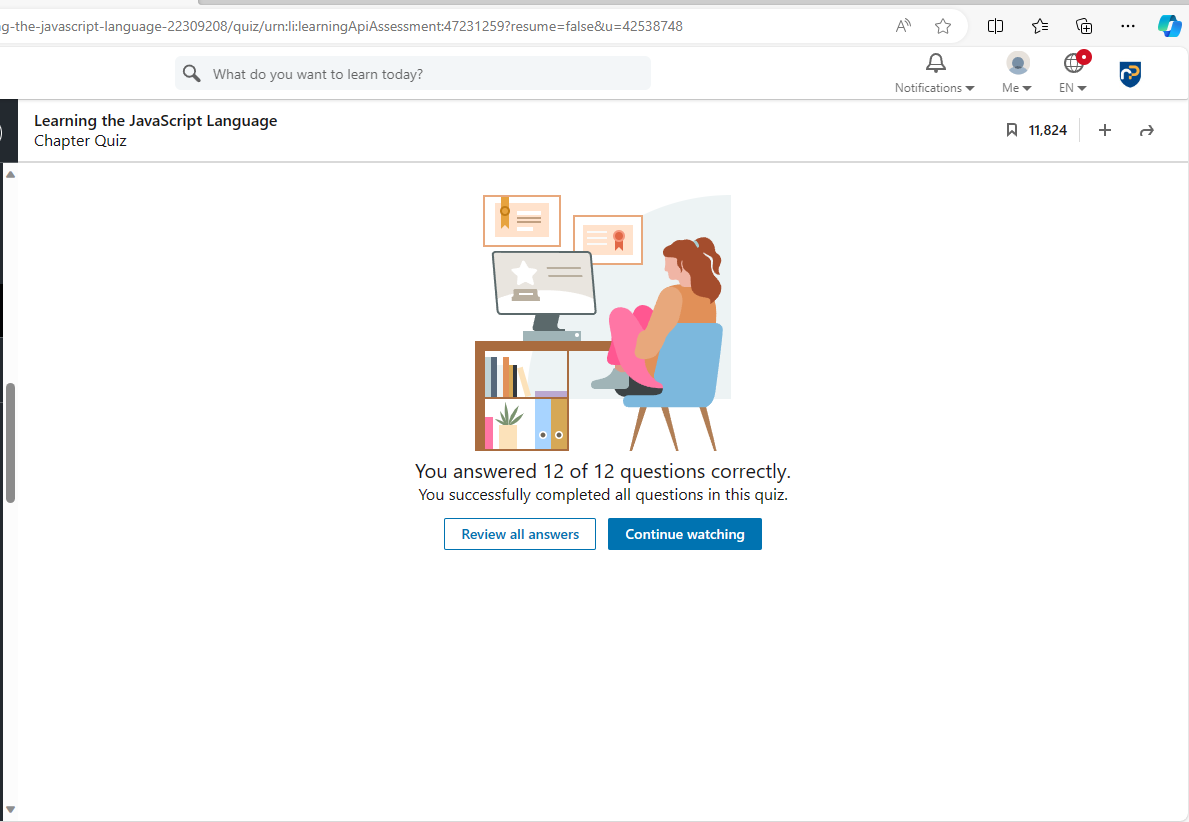 g-the-javascript-language-22309208/quiz/urn:li:learningApiAssessment:47231259?resume=false&u=42538748
What do you want to learn today?
Notifications
Me
EN
Learning the JavaScript Language
Chapter Quiz
11,824
You answered 12 of 12 questions correctly.
You successfully completed all questions in this quiz.
Review all answers
Continue watching